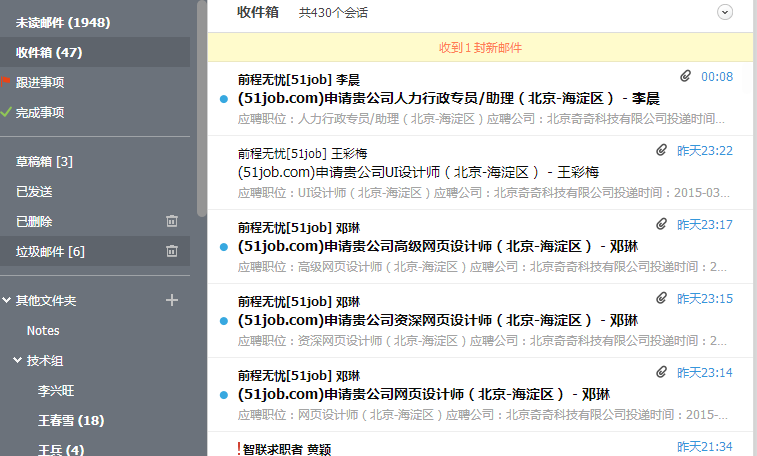 未读邮件 (1948)
收件箱 (47)
跟进事项
完成事项
草稿箱 [3]
已发送
已删除
垃圾邮件 [6]
其他文件夹
Notes
技术组
李兴旺
王春雪 (18)
王兵 (4)
收件箱 共430个会话
收到1封新邮件
前程无忧[51job] 李晨 00:08
(51job.com)申请贵公司人力行政专员/助理（北京-海淀区） - 李晨
应聘职位：人力行政专员/助理（北京-海淀区）应聘公司：北京奇奇科技有限公司投递时间...
前程无忧[51job] 王彩梅 昨天23:22
(51job.com)申请贵公司UI设计师（北京-海淀区） - 王彩梅
应聘职位：UI设计师（北京-海淀区）应聘公司：北京奇奇科技有限公司投递时间：2015-03...
前程无忧[51job] 邓琳 昨天23:17
(51job.com)申请贵公司高级网页设计师（北京-海淀区） - 邓琳
应聘职位：高级网页设计师（北京-海淀区）应聘公司：北京奇奇科技有限公司投递时间：2...
前程无忧[51job] 邓琳 昨天23:15
(51job.com)申请贵公司资深网页设计师（北京-海淀区） - 邓琳
应聘职位：资深网页设计师（北京-海淀区）应聘公司：北京奇奇科技有限公司投递时间：2...
前程无忧[51job] 邓琳 昨天23:14
(51job.com)申请贵公司网页设计师（北京-海淀区） - 邓琳
应聘职位：网页设计师（北京-海淀区）应聘公司：北京奇奇科技有限公司投递时间：2015-...
!智联求职者 黄颖 昨天21:34